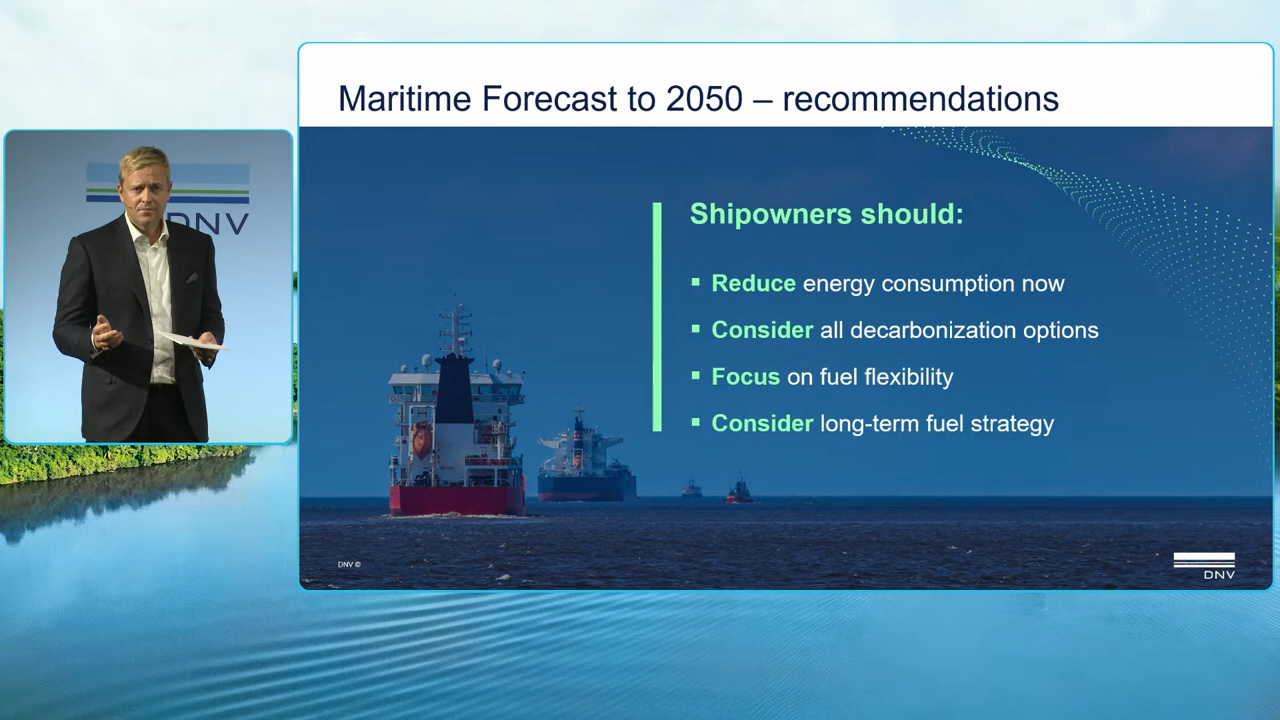 Maritime Forecast to 2050 – recommendations
DNV
Shipowners should:
▪ Reduce energy consumption now
▪ Consider all decarbonization options
▪ Focus on fuel flexibility
▪ Consider long-term fuel strategy
DNV ©
DNV